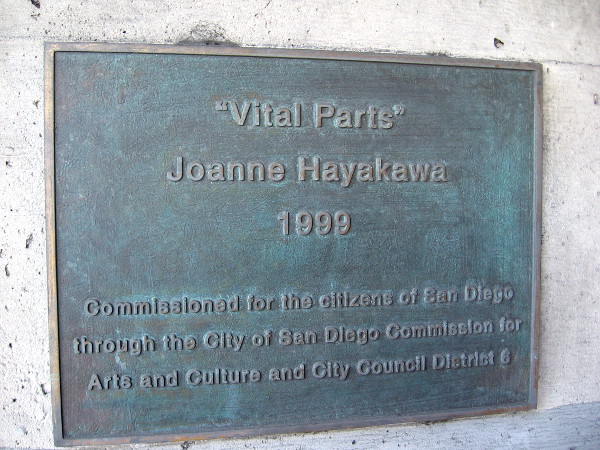 "Vital Parts"
Joanne Hayakawa
1999
Commissioned for the citizens of San Diego
through the City of San Diego Commission for
Arts and Culture and City Council District 6